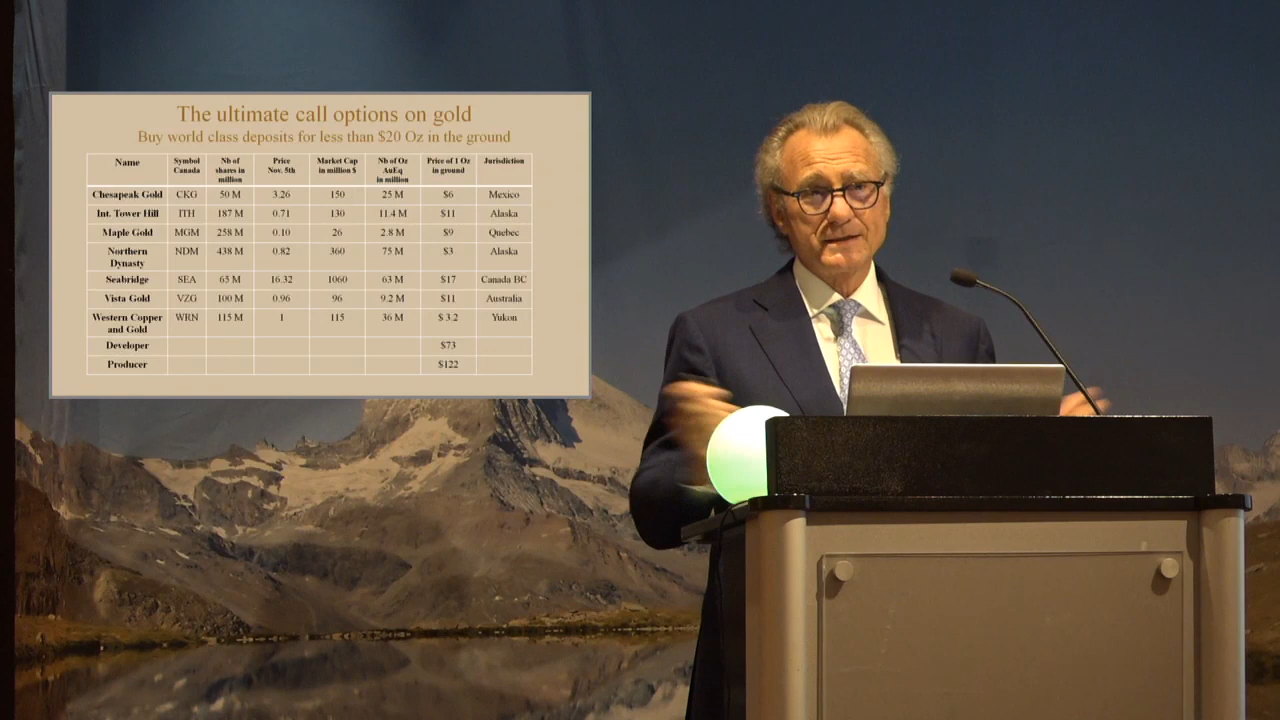 The ultimate call options on gold
Buy world class deposits for less than $20 Oz in the ground
Name Symbol Canada Nb of shares in million Price Nov. 5th Market Cap in million $ Nb of Oz AuEq in million Price of 1 Oz in ground Jurisdiction
Chesapeak Gold CKG 50 M 3.26 150 25 M $6 Mexico
Int. Tower Hill ITH 187 M 0.71 130 11.4 M $11 Alaska
Maple Gold MGM 258 M 0.10 26 2.8 M $9 Quebec
Northern Dynasty NDM 438 M 0.82 360 75 M $3 Alaska
Seabridge SEA 65 M 16.32 1060 63 M $17 Canada BC
Vista Gold VZG 100 M 0.96 96 9.2 M $11 Australia
Western Copper and Gold WRN 115 M 1 115 36 M $ 3.2 Yukon
Developer $73
Producer $122